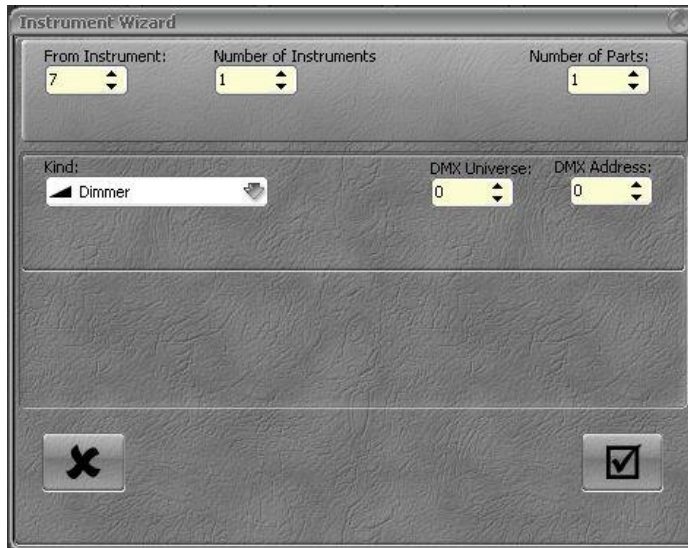 Instrument Wizard
From Instrument: Number of Instruments Number of Parts:
7 1 1
Kind: DMX Universe: DMX Address:
Dimmer 0 0